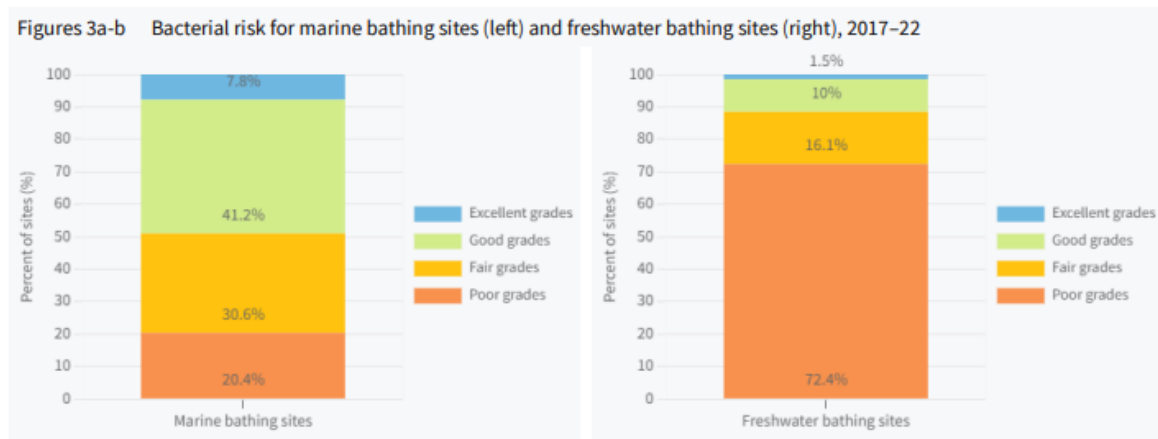 Figures 3a-b Bacterial risk for marine bathing sites (left) and freshwater bathing sites (right), 2017–22
Percent of sites (%)
100
90
80
70
60
50
40
30
20
10
0
7.8%
41.2%
30.6%
20.4%
Marine bathing sites
Excellent grades
Good grades
Fair grades
Poor grades
Percent of sites (%)
100
90
80
70
60
50
40
30
20
10
0
1.5%
10%
16.1%
72.4%
Freshwater bathing sites
Excellent grades
Good grades
Fair grades
Poor grades